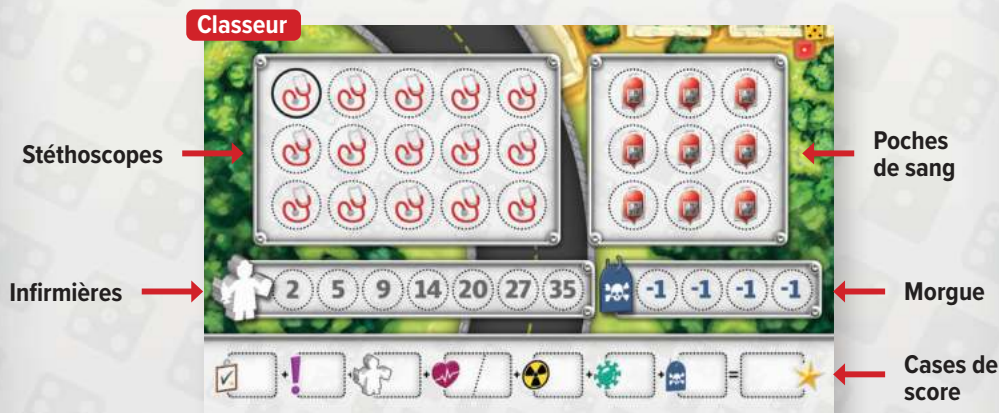 Classeur
Stéthoscopes
Poches
de sang
Infirmières
2 5 9 14 20 27 35
-1 -1 -1 -1
Morgue
+ + + + + + =
Cases de
score